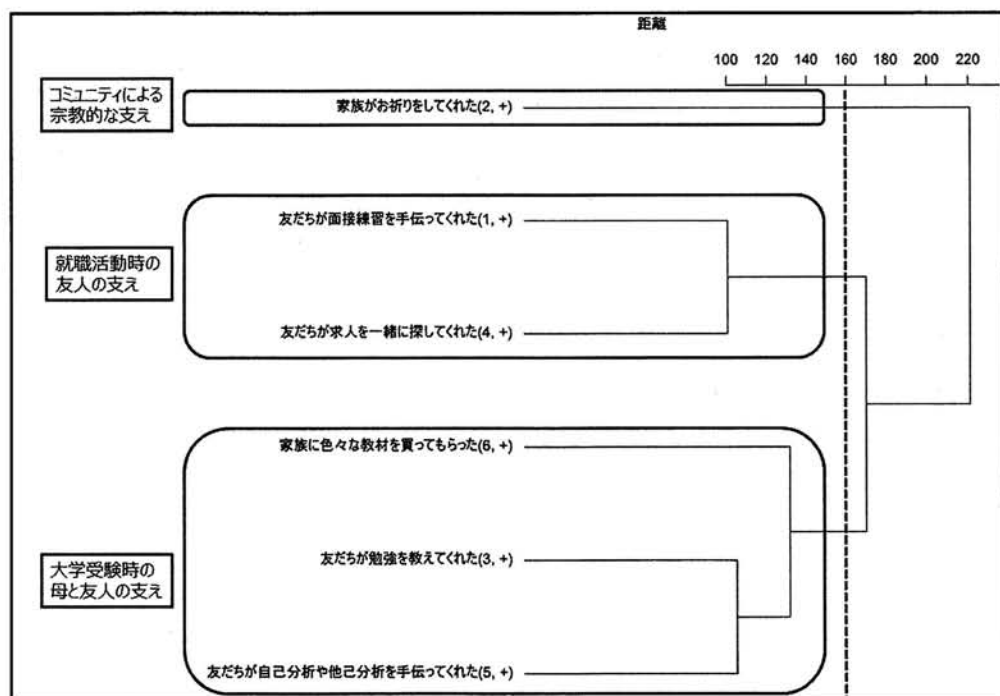 距離
100 120 140 160 180 200 220
コミュニティによる
宗教的な支え
家族がお祈りをしてくれた(2, +)
友だちが面接練習を手伝ってくれた(1, +)
就職活動時の
友人の支え
友だちが求人を一緒に探してくれた(4, +)
家族に色々な教材を買ってもらった(6, +)
友だちが勉強を教えてくれた(3, +)
大学受験時の
母と友人の支え
友だちが自己分析や他己分析を手伝ってくれた(5, +)